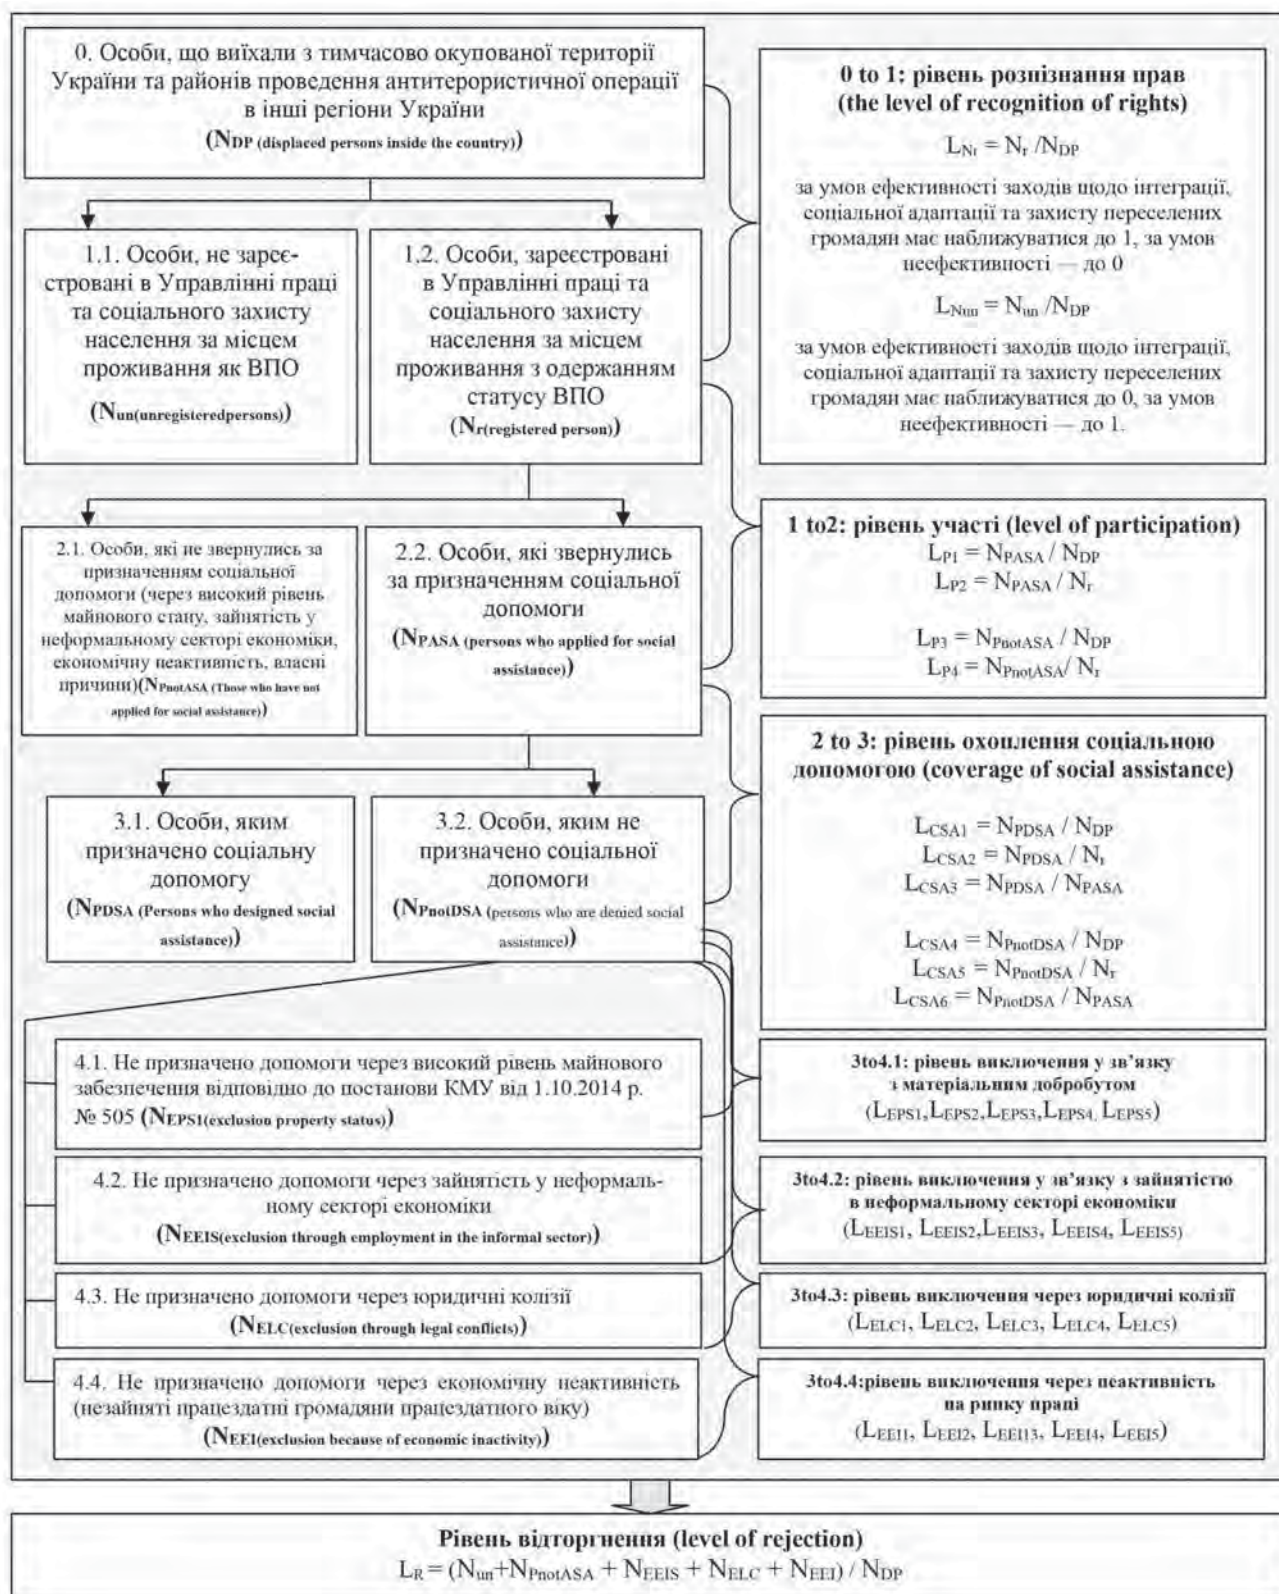 0. Особи, що виїхали з тимчасово окупованої території
України та районів проведення антитерористичної операції
в інші регіони України
(NDP (displaced persons inside the country))
0 to 1: рівень розпізнання прав
(the level of recognition of rights)
LNr = Nr /NDP
за умов ефективності заходів щодо інтеграції,
соціальної адаптації та захисту переселених
громадян має наближуватися до 1, за умов
неефективності — до 0
LNun = Nun /NDP
за умов ефективності заходів щодо інтеграції,
соціальної адаптації та захисту переселених
громадян має наближуватися до 0, за умов
неефективності — до 1.
1.1. Особи, не зареє-
стровані в Управлінні праці
та соціального захисту
населення за місцем
проживання як ВПО
(Nun(unregisteredpersons))
1.2. Особи, зареєстровані
в Управлінні праці та
соціального захисту
населення за місцем
проживання з одержанням
статусу ВПО
(Nr(registered person))
1 to2: рівень участі (level of participation)
LP1 = NPASA / NDP
LP2 = NPASA / Nr
LP3 = NPnotASA / NDP
LP4 = NPnotASA/ Nr
2.1. Особи, які не звернулись за
призначенням соціальної
допомоги (через високий рівень
майнового стану, зайнятість у
неформальному секторі економіки,
економічну неактивність, власні
причини)(NPnotASA (Those who have not
applied for social assistance))
2.2. Особи, які звернулись
за призначенням соціальної
допомоги
(NPASA (persons who applied for social
assistance))
2 to 3: рівень охоплення соціальною
допомогою (coverage of social assistance)
LCSA1 = NPDSA / NDP
LCSA2 = NPDSA / Nr
LCSA3 = NPDSA / NPASA
LCSA4 = NPnotDSA / NDP
LCSA5 = NPnotDSA / Nr
LCSA6 = NPnotDSA / NPASA
3.1. Особи, яким
призначено соціальну
допомогу
(NPDSA (Persons who designed social
assistance))
3.2. Особи, яким не
призначено соціальної
допомоги
(NPnotDSA (persons who are denied social
assistance))
4.1. Не призначено допомоги через високий рівень майнового
забезпечення відповідно до постанови КМУ від 1.10.2014 р.
№ 505 (NEPS1(exclusion property status))
3to4.1: рівень виключення у зв’язку
з матеріальним добробутом
(LEPS1,LEPS2,LEPS3,LEPS4, LEPS5)
4.2. Не призначено допомоги через зайнятість у неформаль-
ному секторі економіки
(NEEIS(exclusion through employment in the informal sector))
3to4.2: рівень виключення у зв’язку з зайнятістю
в неформальному секторі економіки
(LEEIS1, LEEIS2,LEEIS3, LEEIS4, LEEIS5)
4.3. Не призначено допомоги через юридичні колізії
(NELC(exclusion through legal conflicts))
3to4.3: рівень виключення через юридичні колізії
(LELC1, LELC2, LELC3, LELC4, LELC5)
4.4. Не призначено допомоги через економічну неактивність
(незайняті працездатні громадяни працездатного віку)
(NEEI(exclusion because of economic inactivity))
3to4.4:рівень виключення через неактивність
на ринку праці
(LEEI1, LEEI2, LEEI13, LEEI4, LEEI5)
Рівень відторгнення (level of rejection)
LR = (Nun+NPnotASA + NEEIS + NELC + NEEI) / NDP